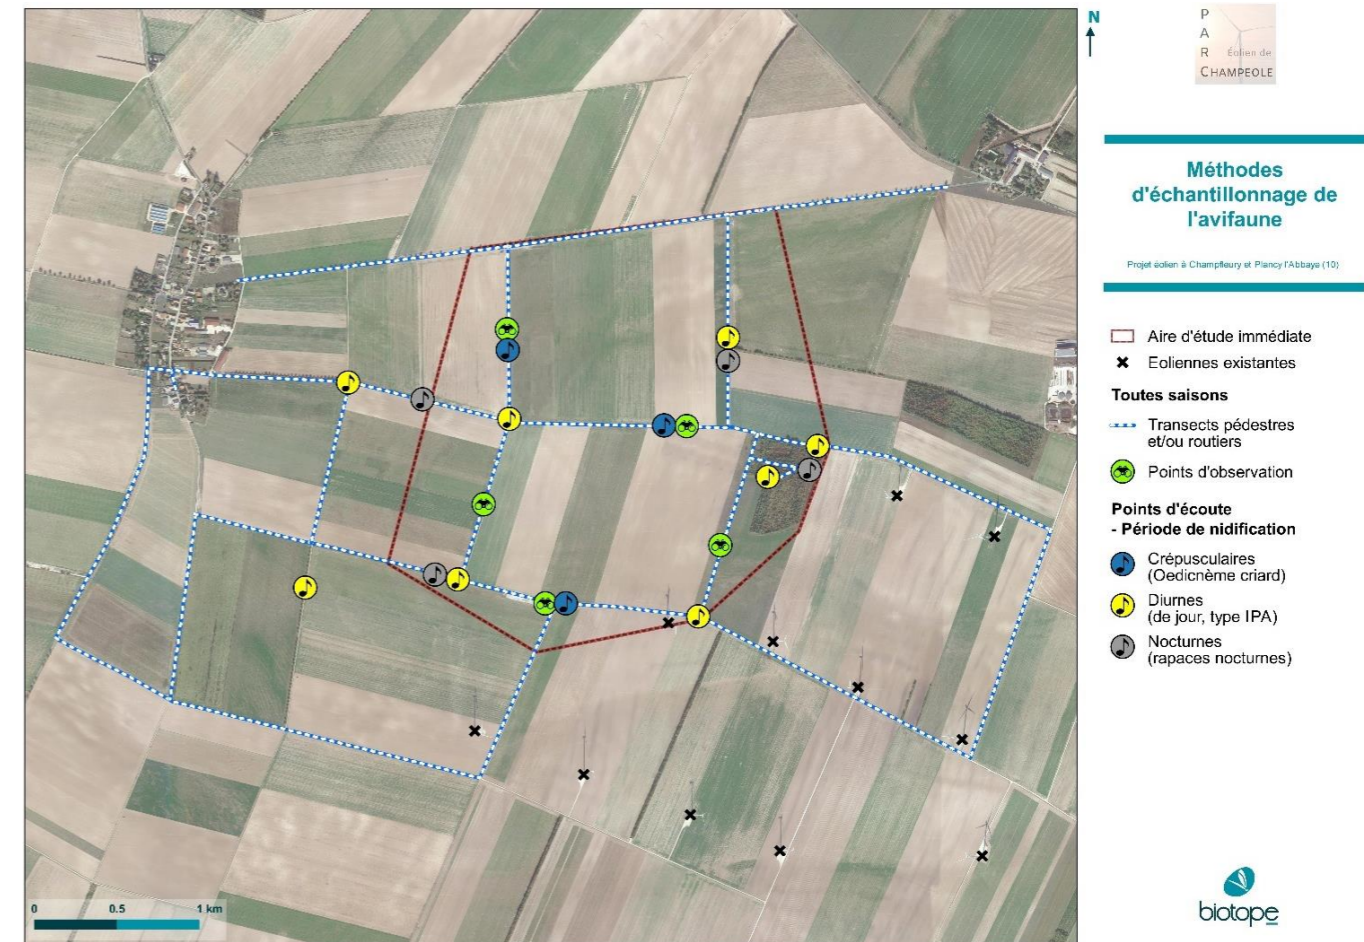 N
P
A
R Éolien de
CHAMPEOLE
Méthodes
d'échantillonnage de
l'avifaune
Projet éolien à Champfleury et Plancy l'Abbaye (10)
Aire d'étude immédiate
Eoliennes existantes
Toutes saisons
Transects pédestres
et/ou routiers
Points d'observation
Points d'écoute
- Période de nidification
Crépusculaires
(Oedicnème criard)
Diurnes
(de jour, type IPA)
Nocturnes
(rapaces nocturnes)
0 0.5 1 km
biotope